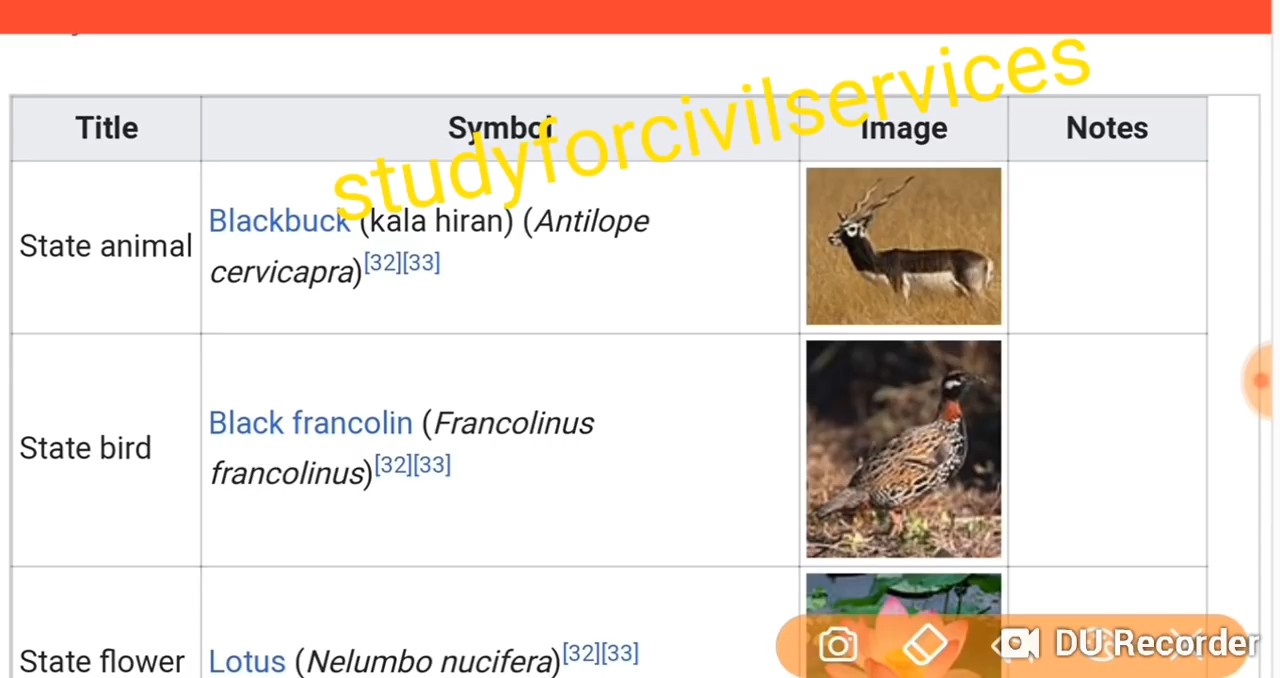 studyforcivilservices
Title Symbol Image Notes
State animal
Blackbuck (kala hiran) (Antilope
cervicapra)[32][33]
State bird
Black francolin (Francolinus
francolinus)[32][33]
State flower
Lotus (Nelumbo nucifera)[32][33]
DU Recorder